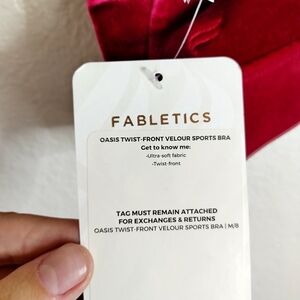 FABLETICS
OASIS TWIST-FRONT VELOUR SPORTS BRA
Get to know me:
-Ultra-soft fabric
-Twist-front
TAG MUST REMAIN ATTACHED
FOR EXCHANGES & RETURNS
OASIS TWIST-FRONT VELOUR SPORTS BRA | M/8